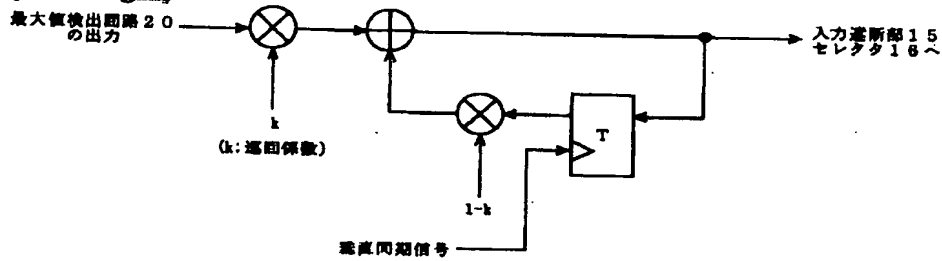 最大値検出回路20
の出力
入力遮断部15
セレクタ16へ
k
(k:巡回係数)
T
1-k
垂直同期信号